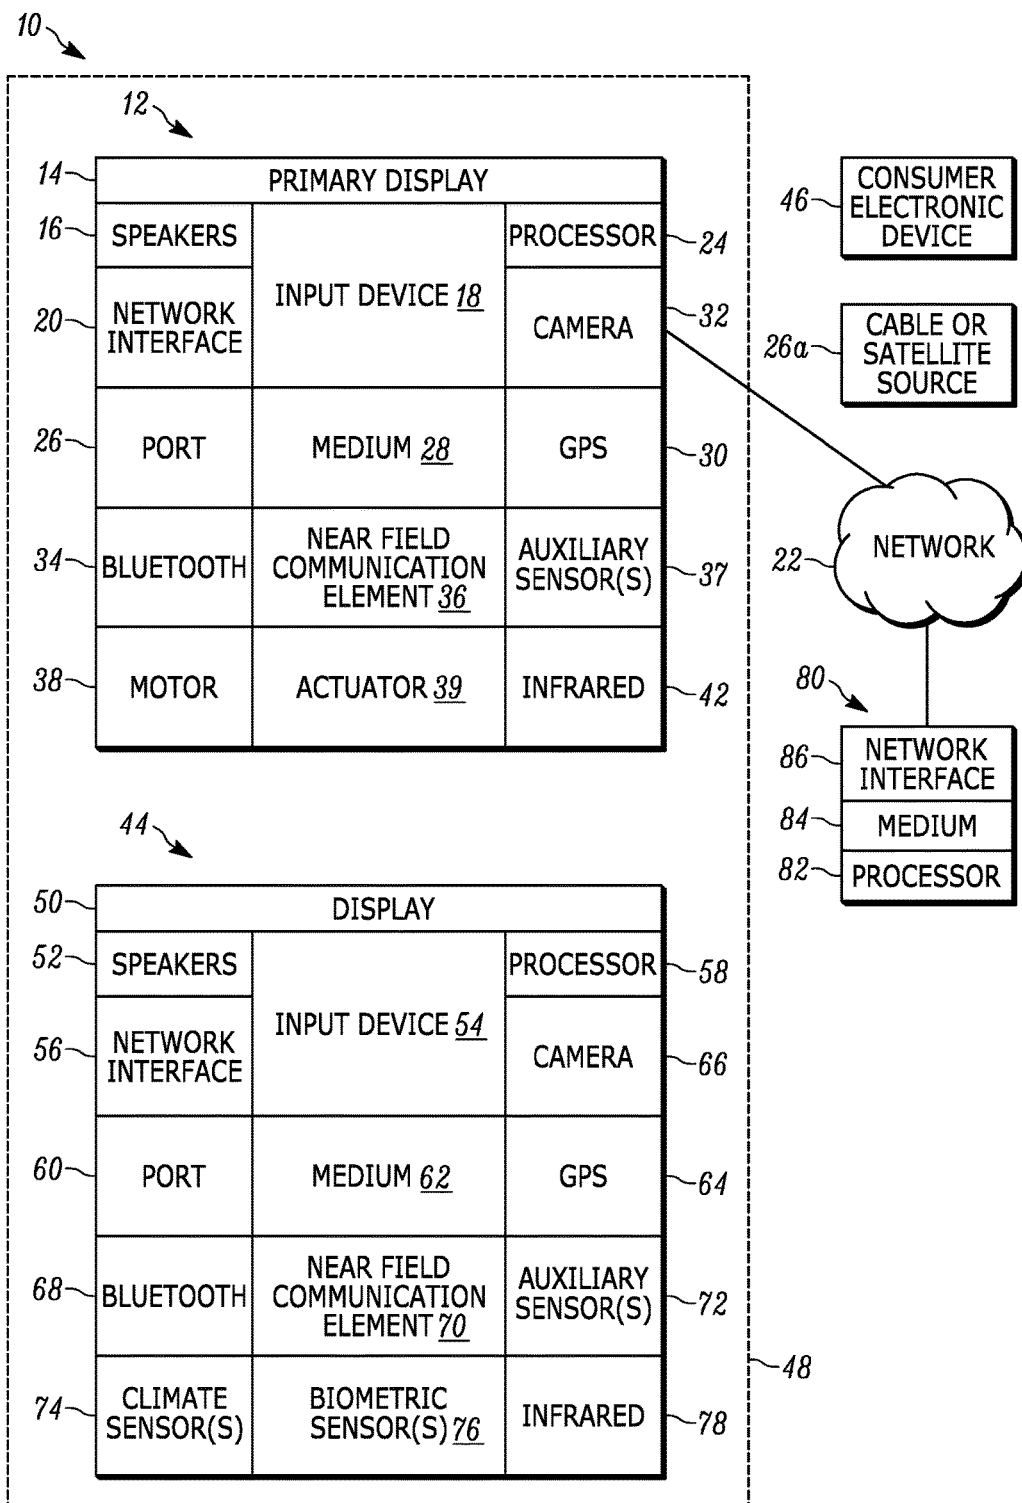 10
12
14
PRIMARY DISPLAY
16
SPEAKERS
INPUT DEVICE 18
PROCESSOR
24
20
NETWORK
INTERFACE
CAMERA
32
26
PORT
MEDIUM 28
GPS
30
34
BLUETOOTH
NEAR FIELD
COMMUNICATION
ELEMENT 36
AUXILIARY
SENSOR(S)
37
38
MOTOR
ACTUATOR 39
INFRARED
42
46
CONSUMER
ELECTRONIC
DEVICE
26a
CABLE OR
SATELLITE
SOURCE
22
NETWORK
80
86
NETWORK
INTERFACE
84
MEDIUM
82
PROCESSOR
44
50
DISPLAY
52
SPEAKERS
INPUT DEVICE 54
PROCESSOR
58
56
NETWORK
INTERFACE
CAMERA
66
60
PORT
MEDIUM 62
GPS
64
68
BLUETOOTH
NEAR FIELD
COMMUNICATION
ELEMENT 70
AUXILIARY
SENSOR(S)
72
74
CLIMATE
SENSOR(S)
BIOMETRIC
SENSOR(S) 76
INFRARED
78
48